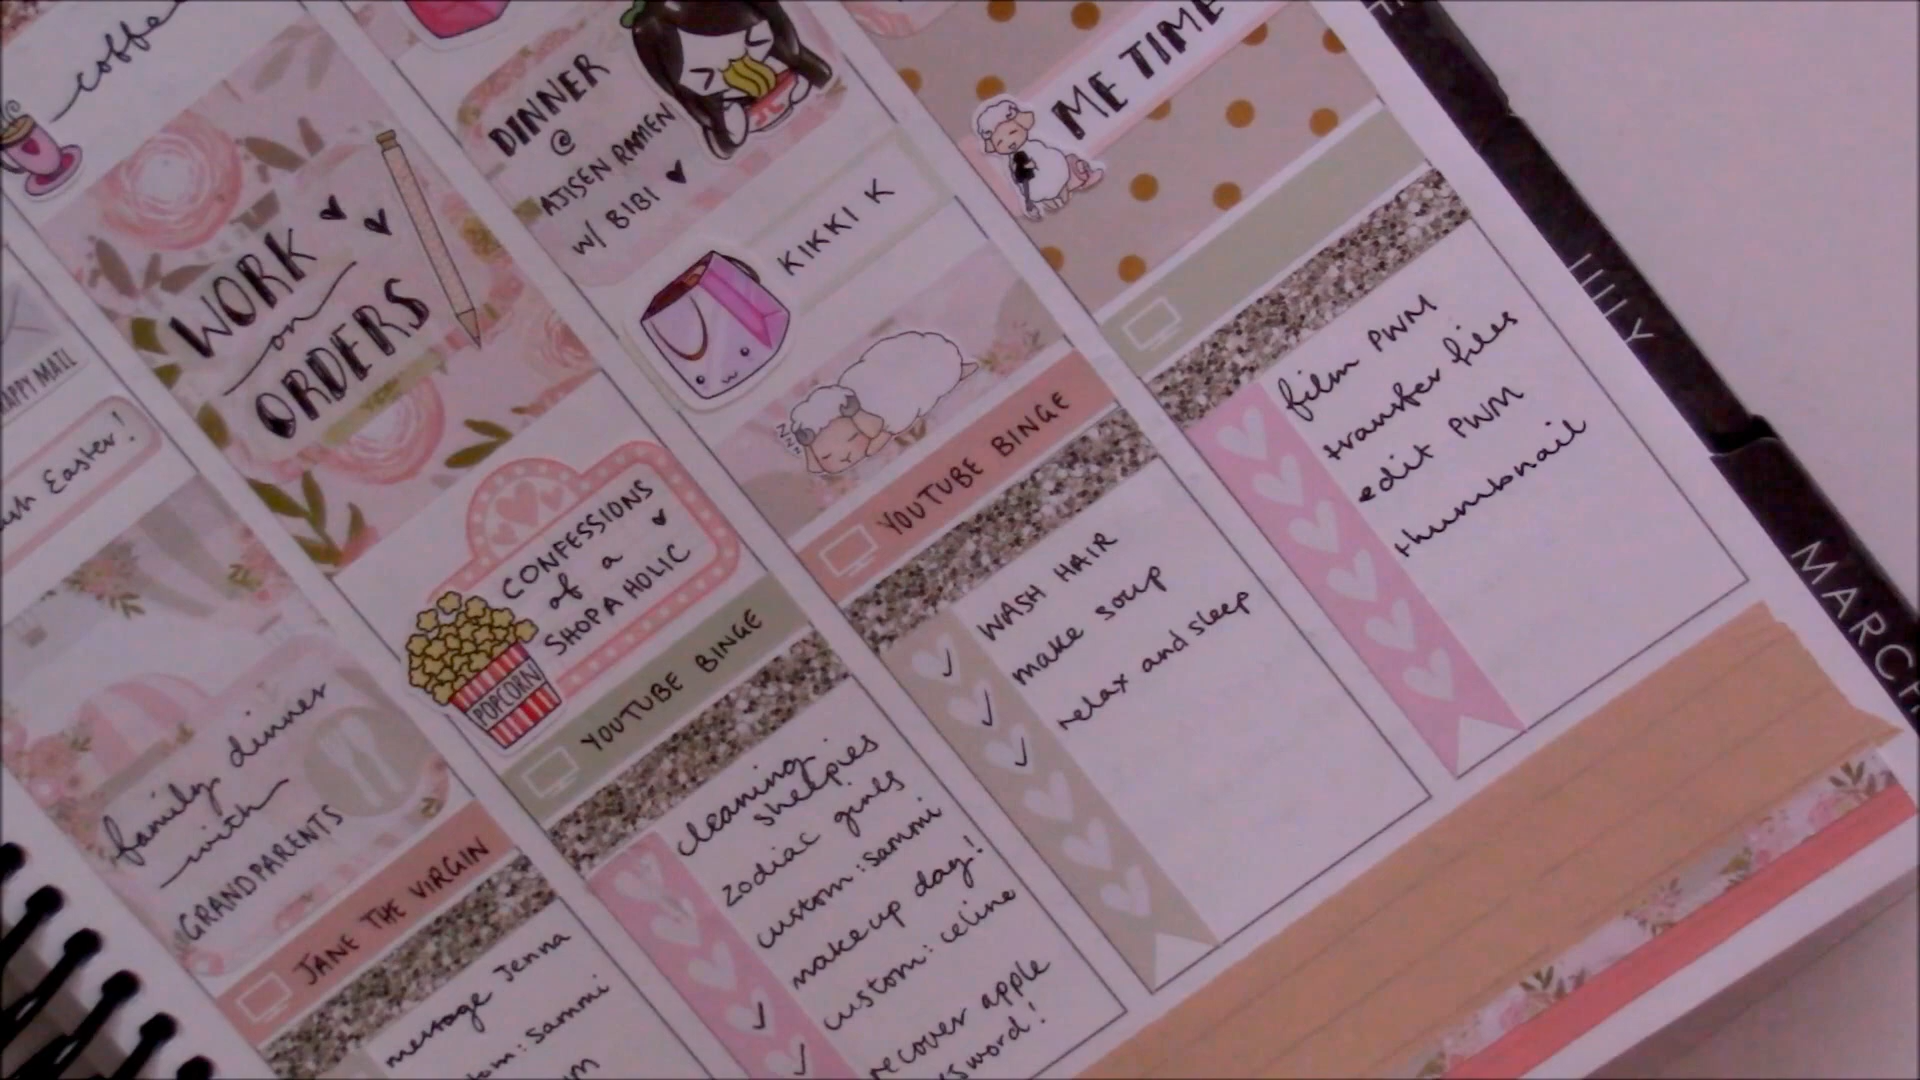 coffee
HAPPY MAIL
Easter!
family dinner
with
GRANDPARENTS
JANE THE VIRGIN
message Jenna
custom: sammi
WORK
on
ORDERS
CONFESSIONS
of a
SHOPAHOLIC
POPCORN
YOUTUBE BINGE
cleaning
sheepies
zodiac girls
custom: sammi
makeup day!
custom: celine
recover apple
password!
DINNER
@
AJISEN RAMEN
w/ BIBI
KIKKI K
ZZZ
YOUTUBE BINGE
WASH HAIR
make soup
relax and sleep
ME TIME
film PWM
transfer files
edit PWM
thumbnail
JULY
MARCH